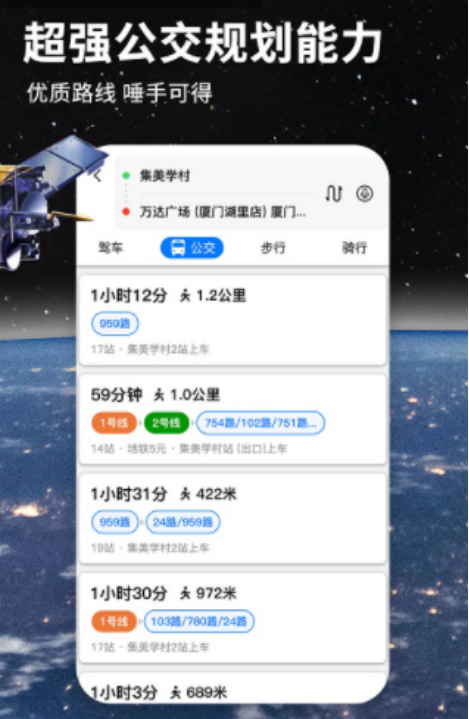 超强公交规划能力
优质路线 唾手可得
集美学村
万达广场 (厦门湖里店) 厦门...
驾车 公交 步行 骑行
1小时12分 1.2公里
959路
17站 · 集美学村2站上车
59分钟 1.0公里
1号线 2号线 754路/102路/751路...
14站 · 地铁5元 · 集美学村站 (出口)上车
1小时31分 422米
959路 24路/959路
19站 · 集美学村2站上车
1小时30分 972米
1号线 103路/780路/24路
17站 · 集美学村2站上车
1小时3分 689米